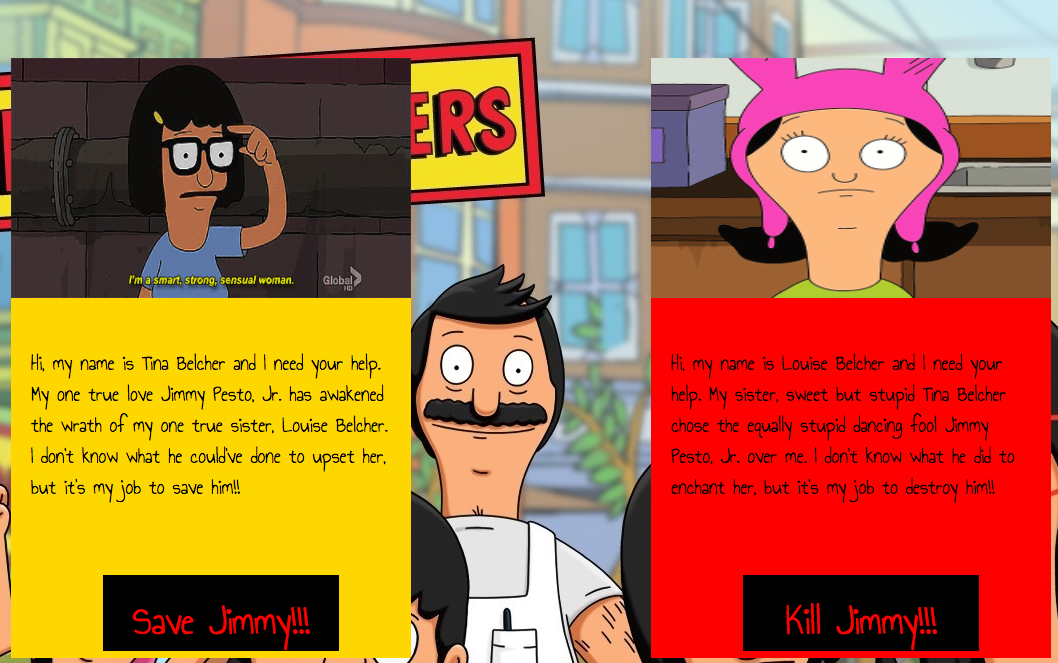 ERS
I'm a smart, strong, sensual woman.
Global
HD
Hi, my name is Tina Belcher and I need your help.
My one true love Jimmy Pesto, Jr. has awakened
the wrath of my one true sister, Louise Belcher.
I don't know what he could've done to upset her,
but it's my job to save him!!
Save Jimmy!!!
Hi, my name is Louise Belcher and I need your
help. My sister, sweet but stupid Tina Belcher
chose the equally stupid dancing fool Jimmy
Pesto, Jr. over me. I don't know what he did to
enchant her, but it's my job to destroy him!!
Kill Jimmy!!!